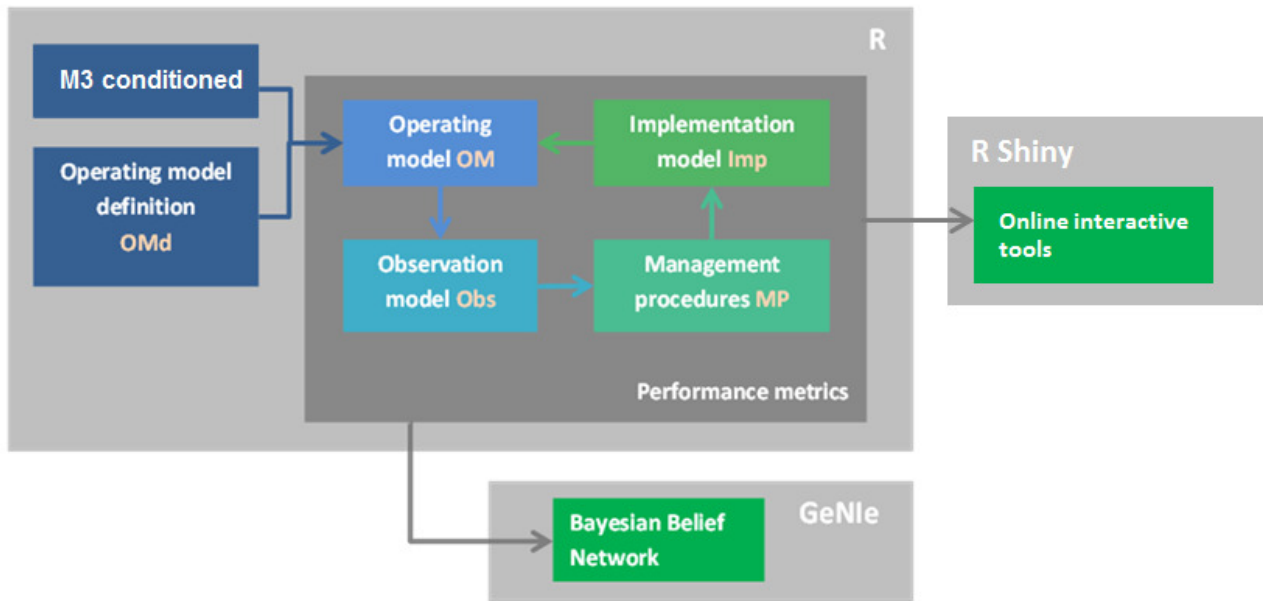 R
M3 conditioned
Operating model
definition
OMd
Operating
model OM
Implementation
model Imp
Observation
model Obs
Management
procedures MP
Performance metrics
R Shiny
Online interactive
tools
GeNIe
Bayesian Belief
Network